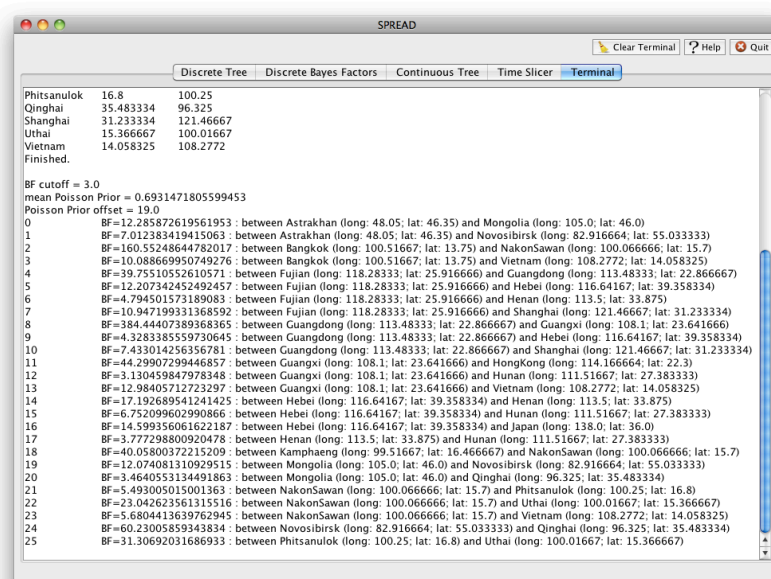 SPREAD
Clear Terminal ? Help Quit
Discrete Tree Discrete Bayes Factors Continuous Tree Time Slicer Terminal
Phitsanulok 16.8 100.25
Qinghai 35.483334 96.325
Shanghai 31.233334 121.46667
Uthai 15.366667 100.01667
Vietnam 14.058325 108.2772
Finished.
BF cutoff = 3.0
mean Poisson Prior = 0.6931471805599453
Poisson Prior offset = 19.0
0 BF=12.285872619561953 : between Astrakhan (long: 48.05; lat: 46.35) and Mongolia (long: 105.0; lat: 46.0)
1 BF=7.012383419415063 : between Astrakhan (long: 48.05; lat: 46.35) and Novosibirsk (long: 82.916664; lat: 55.033333)
2 BF=160.55248644782017 : between Bangkok (long: 100.51667; lat: 13.75) and NakonSawan (long: 100.066666; lat: 15.7)
3 BF=10.088669950749276 : between Bangkok (long: 100.51667; lat: 13.75) and Vietnam (long: 108.2772; lat: 14.058325)
4 BF=39.75510552610571 : between Fujian (long: 118.28333; lat: 25.916666) and Guangdong (long: 113.48333; lat: 22.866667)
5 BF=12.207342452492457 : between Fujian (long: 118.28333; lat: 25.916666) and Hebei (long: 116.64167; lat: 39.358334)
6 BF=4.794501573189083 : between Fujian (long: 118.28333; lat: 25.916666) and Henan (long: 113.5; lat: 33.875)
7 BF=10.947199331368592 : between Fujian (long: 118.28333; lat: 25.916666) and Shanghai (long: 121.46667; lat: 31.233334)
8 BF=384.44407389368365 : between Guangdong (long: 113.48333; lat: 22.866667) and Guangxi (long: 108.1; lat: 23.641666)
9 BF=4.3283385559730645 : between Guangdong (long: 113.48333; lat: 22.866667) and Hebei (long: 116.64167; lat: 39.358334)
10 BF=7.433014256356781 : between Guangdong (long: 113.48333; lat: 22.866667) and Shanghai (long: 121.46667; lat: 31.233334)
11 BF=44.29907299446857 : between Guangxi (long: 108.1; lat: 23.641666) and HongKong (long: 114.166664; lat: 22.3)
12 BF=3.130459847978348 : between Guangxi (long: 108.1; lat: 23.641666) and Hunan (long: 111.51667; lat: 27.383333)
13 BF=12.98405712723297 : between Guangxi (long: 108.1; lat: 23.641666) and Vietnam (long: 108.2772; lat: 14.058325)
14 BF=17.192689541241425 : between Hebei (long: 116.64167; lat: 39.358334) and Henan (long: 113.5; lat: 33.875)
15 BF=6.752099602990866 : between Hebei (long: 116.64167; lat: 39.358334) and Hunan (long: 111.51667; lat: 27.383333)
16 BF=14.599356061622187 : between Hebei (long: 116.64167; lat: 39.358334) and Japan (long: 138.0; lat: 36.0)
17 BF=3.777298800920478 : between Henan (long: 113.5; lat: 33.875) and Hunan (long: 111.51667; lat: 27.383333)
18 BF=40.05800372215209 : between Kamphaeng (long: 99.51667; lat: 16.466667) and NakonSawan (long: 100.066666; lat: 15.7)
19 BF=12.074081310929515 : between Mongolia (long: 105.0; lat: 46.0) and Novosibirsk (long: 82.916664; lat: 55.033333)
20 BF=3.4640553134491863 : between Mongolia (long: 105.0; lat: 46.0) and Qinghai (long: 96.325; lat: 35.483334)
21 BF=5.493005015001363 : between NakonSawan (long: 100.066666; lat: 15.7) and Phitsanulok (long: 100.25; lat: 16.8)
22 BF=23.042623561315516 : between NakonSawan (long: 100.066666; lat: 15.7) and Uthai (long: 100.01667; lat: 15.366667)
23 BF=5.6804413639762945 : between NakonSawan (long: 100.066666; lat: 15.7) and Vietnam (long: 108.2772; lat: 14.058325)
24 BF=60.23005859343834 : between Novosibirsk (long: 82.916664; lat: 55.033333) and Qinghai (long: 96.325; lat: 35.483334)
25 BF=31.30692031686933 : between Phitsanulok (long: 100.25; lat: 16.8) and Uthai (long: 100.01667; lat: 15.366667)